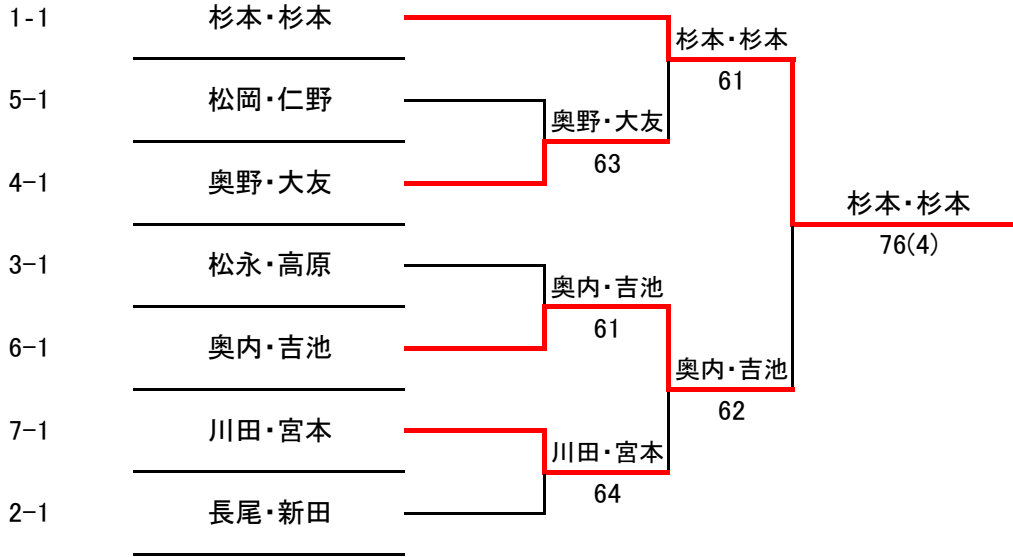 1-1 杉本・杉本
杉本・杉本
61
5-1 松岡・仁野
奥野・大友
63
4-1 奥野・大友
杉本・杉本
76(4)
3-1 松永・高原
奥内・吉池
61
6-1 奥内・吉池
奥内・吉池
62
7-1 川田・宮本
川田・宮本
64
2-1 長尾・新田